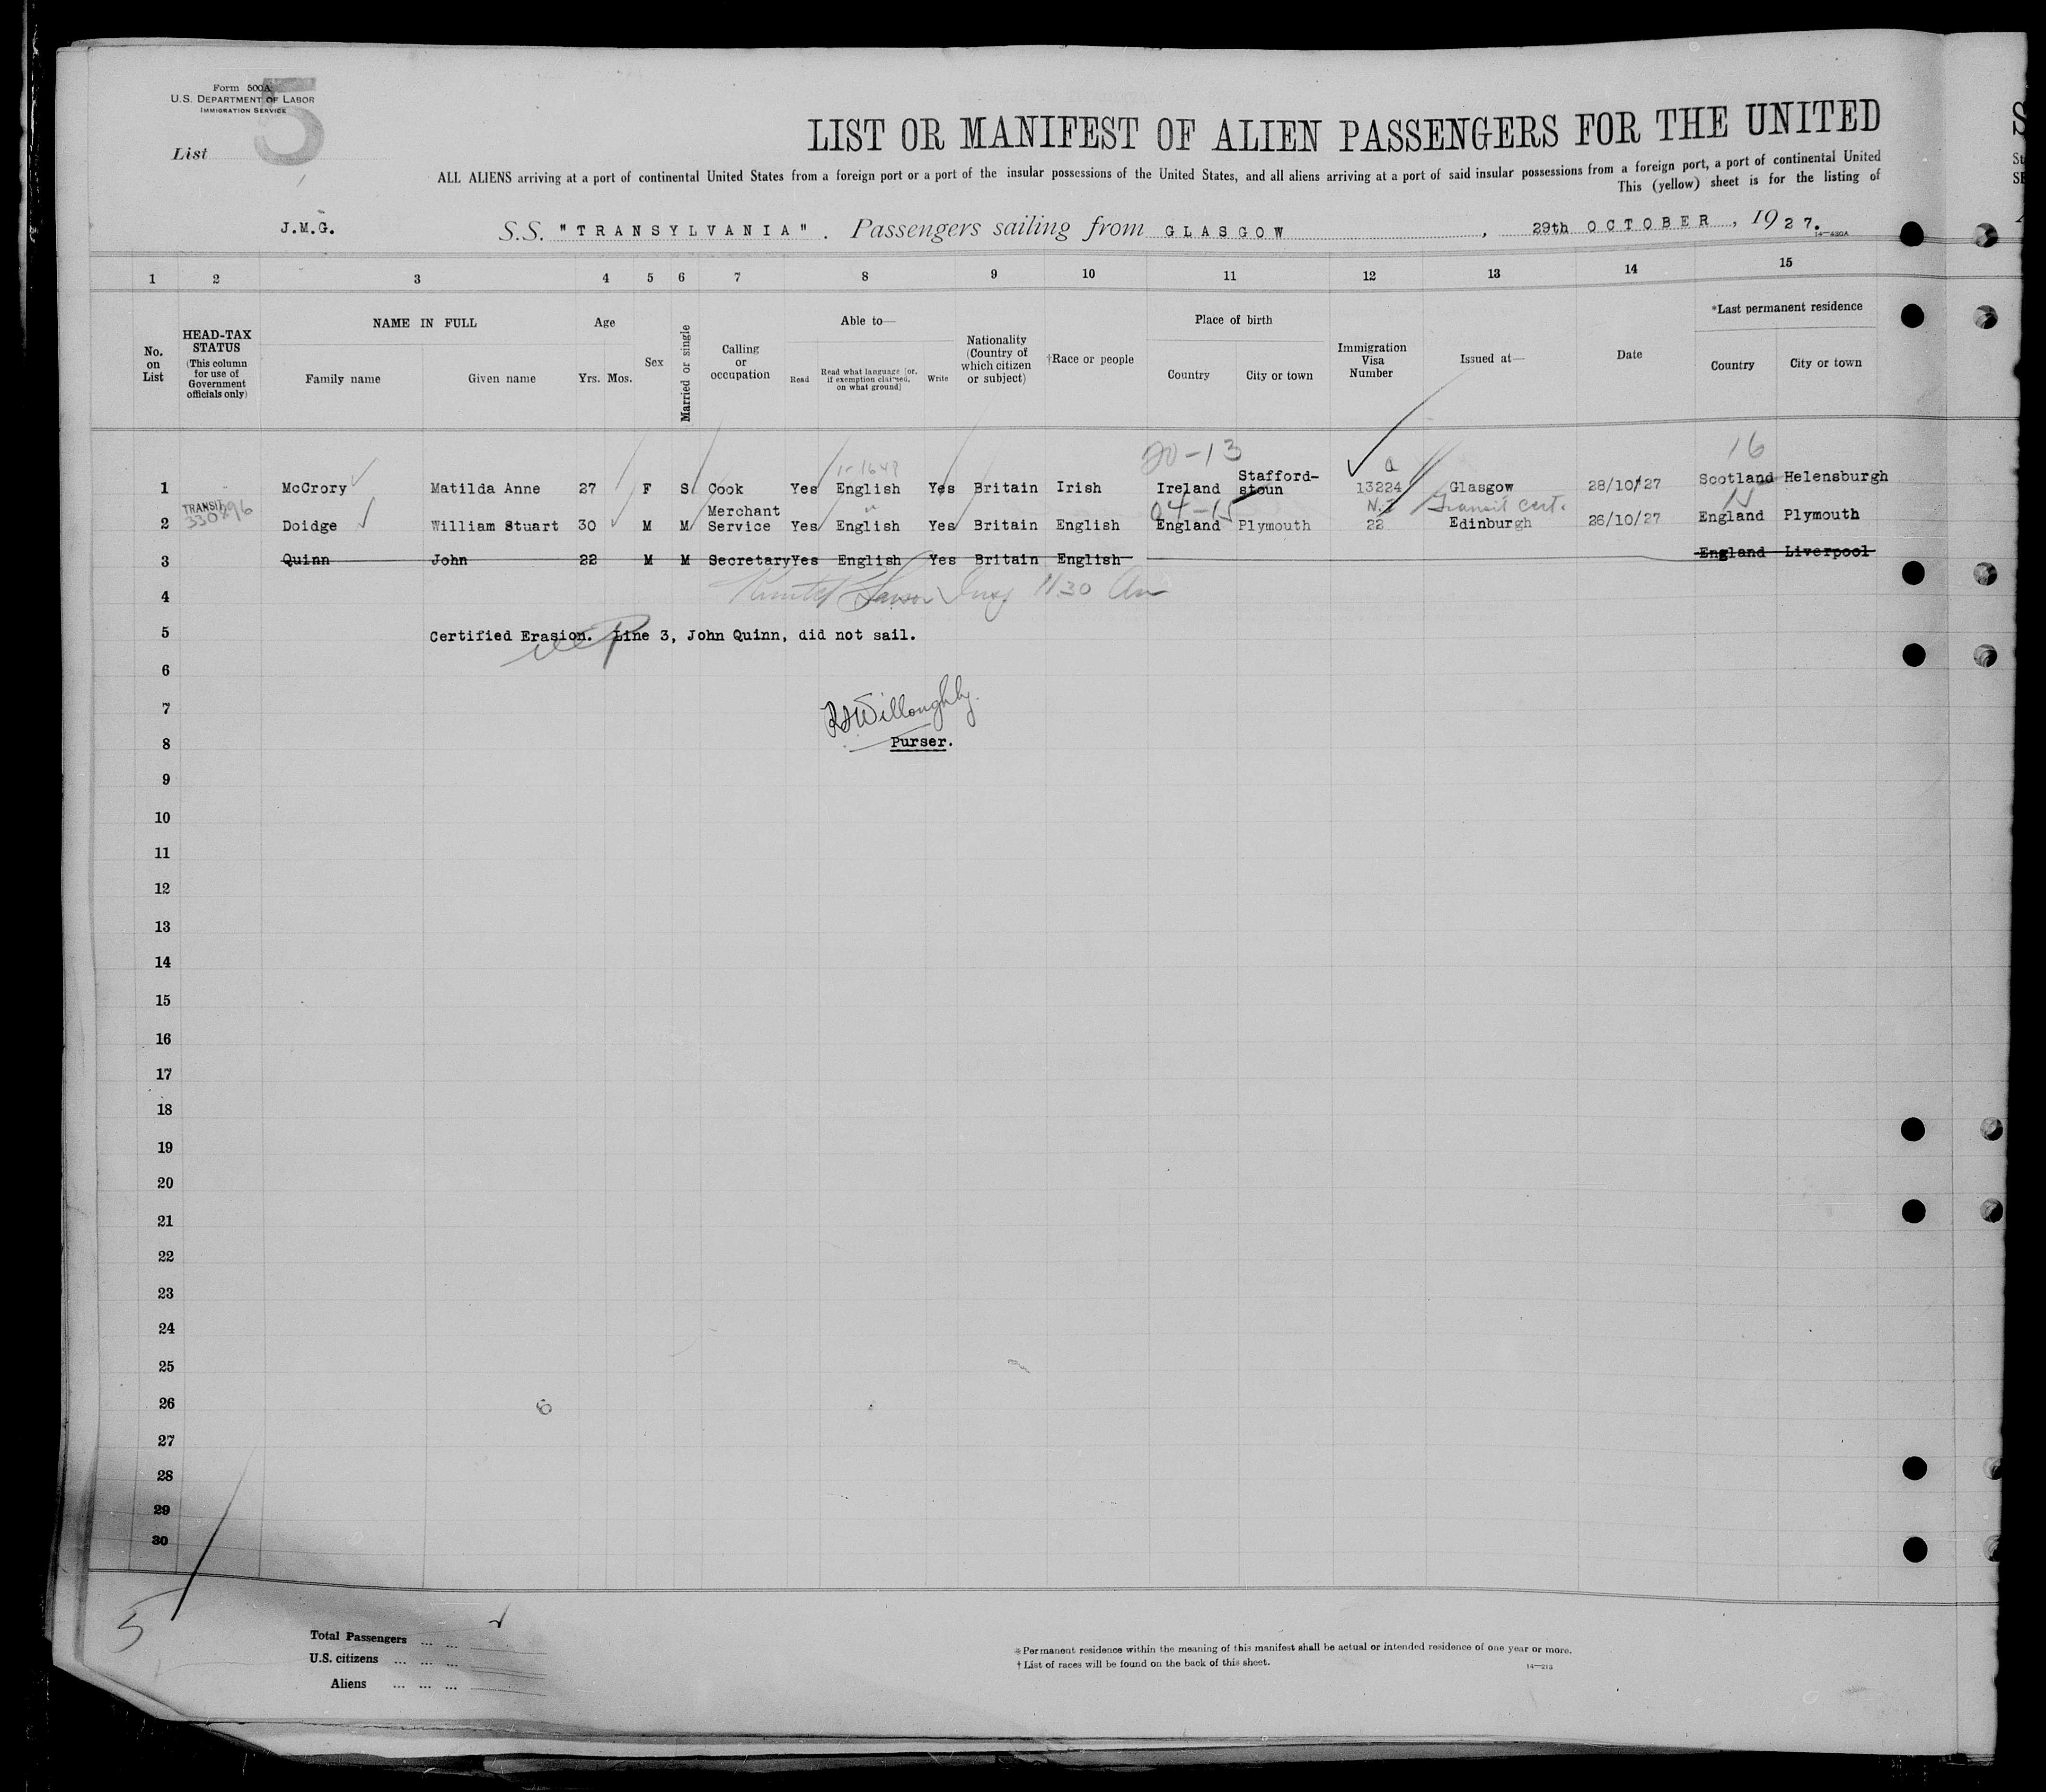 Form 500A
U.S. DEPARTMENT OF LABOR
IMMIGRATION SERVICE
List 5
LIST OR MANIFEST OF ALIEN PASSENGERS FOR THE UNITED
ALL ALIENS arriving at a port of continental United States from a foreign port or a port of the insular possessions of the United States, and all aliens arriving at a port of said insular possessions from a foreign port, a port of continental United
This (yellow) sheet is for the listing of
J.M.G. S.S. "TRANSYLVANIA". Passengers sailing from GLASGOW, 29th OCTOBER, 1927.
1 2 3 4 5 6 7 8 9 10 11 12 13 14 15
No. on List
HEAD-TAX STATUS (This column for use of Government officials only)
NAME IN FULL
Family name Given name
Age
Yrs. Mos.
Sex
Married or single
Calling or occupation
Able to—
Read Read what language [or, if exemption claimed, on what ground] Write
Nationality (Country of which citizen or subject)
†Race or people
Place of birth
Country City or town
Immigration Visa Number
Issued at—
Date
*Last permanent residence
Country City or town
20-13 16
1 McCrory Matilda Anne 27 F S Cook Yes English Yes Britain Irish Ireland Stafford-stoun 13224 Glasgow 28/10/27 Scotland Helensburgh
TRANSIT Transit Cert.
2 Doidge William Stuart 30 M M Merchant Service Yes English Yes Britain English England Plymouth 22 Edinburgh 26/10/27 England Plymouth
3 Quinn John 22 M M Secretary Yes English Yes Britain English England Liverpool
4
5 Certified Erasion. Line 3, John Quinn, did not sail.
6
7 Willoughby.
8 Purser.
9
10
11
12
13
14
15
16
17
18
19
20
21
22
23
24
25
26
27
28
29
30
5
Total Passengers ... ...
U.S. citizens ... ... ...
Aliens ... ... ...
*Permanent residence within the meaning of this manifest shall be actual or intended residence of one year or more.
†List of races will be found on the back of this sheet.
14—213